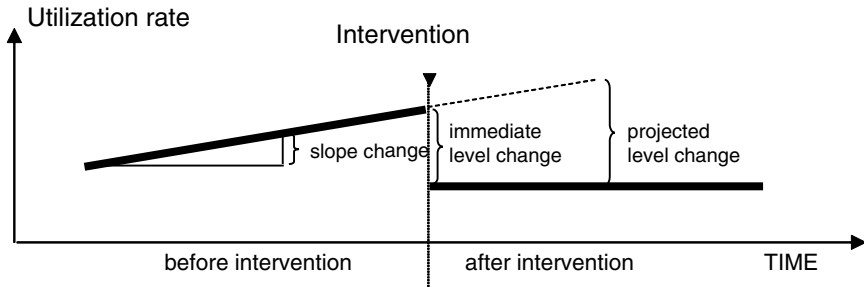 Utilization rate
Intervention
slope change
immediate
level change
projected
level change
before intervention
after intervention
TIME